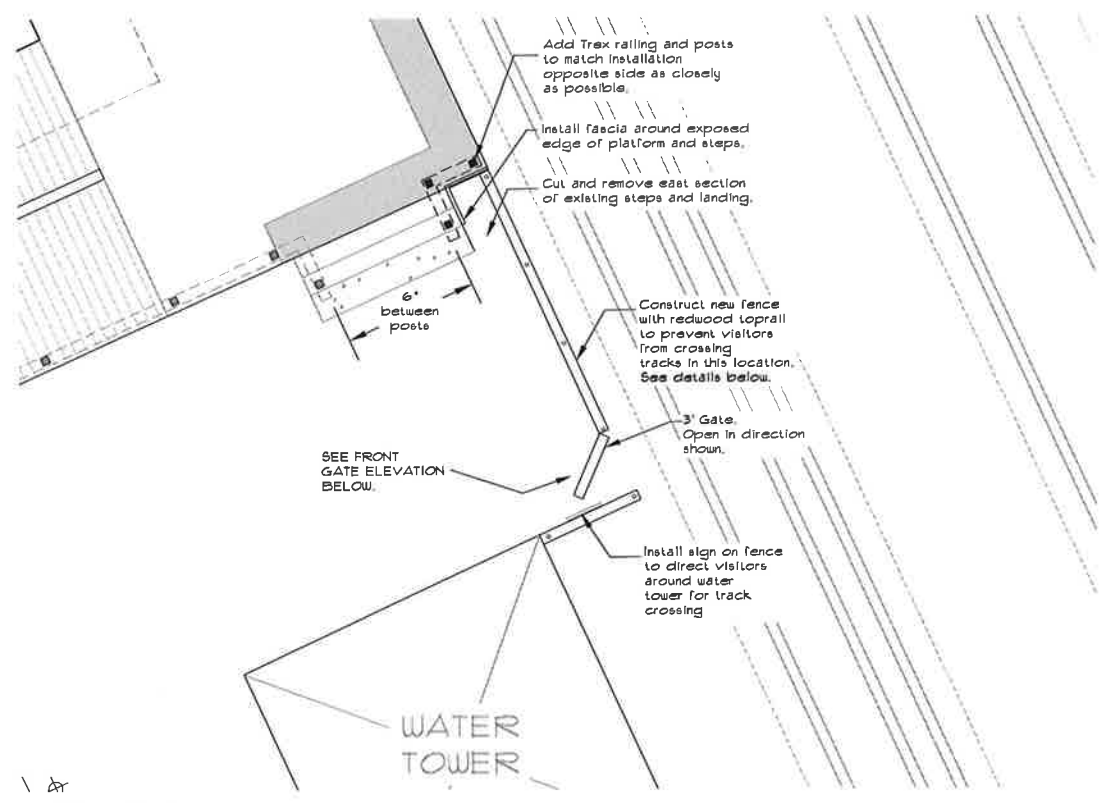 Add Trex railing and posts
to match installation
opposite side as closely
as possible.
Install fascia around exposed
edge of platform and steps.
Cut and remove east section
of existing steps and landing.
6'
between
posts
Construct new fence
with redwood toprail
to prevent visitors
from crossing
tracks in this location.
See details below.
3' Gate.
Open in direction
shown.
SEE FRONT
GATE ELEVATION
BELOW.
Install sign on fence
to direct visitors
around water
tower for track
crossing
WATER
TOWER